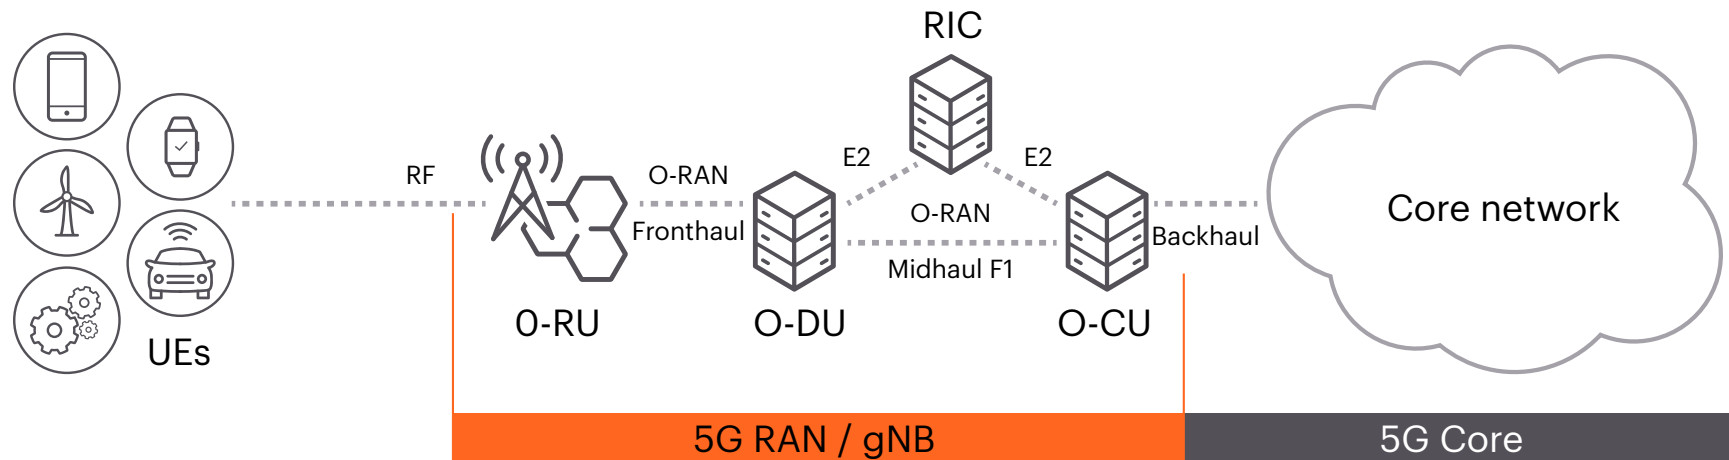 RIC
E2
E2
RF
O-RAN
Fronthaul
O-RAN
Midhaul F1
Backhaul
Core network
UEs
0-RU
O-DU
O-CU
5G RAN / gNB
5G Core